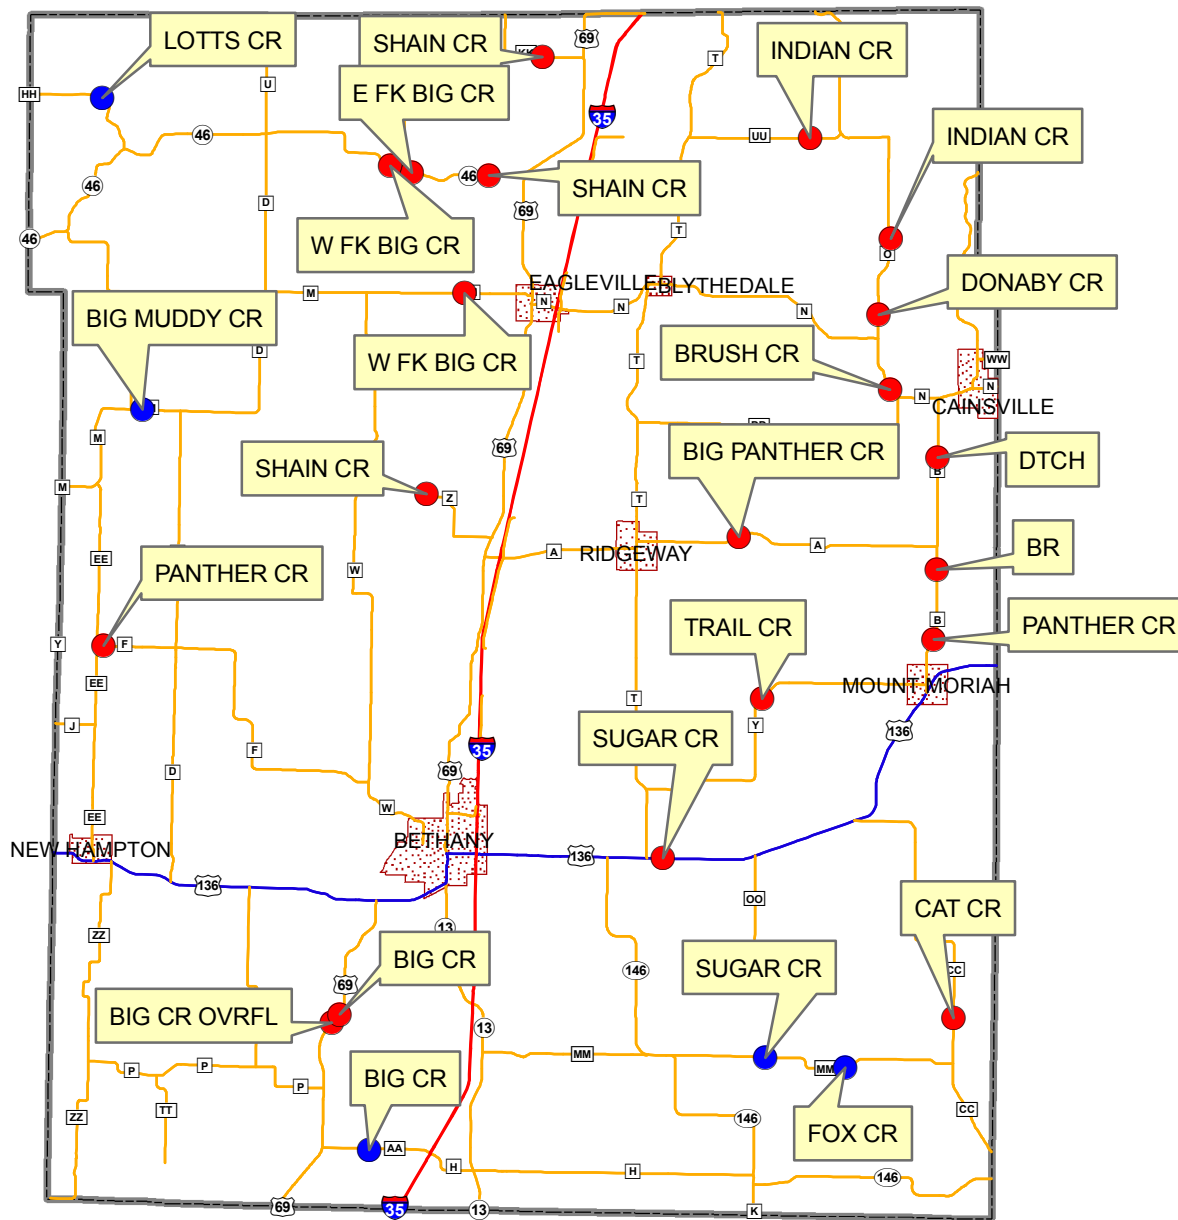 LOTTS CR
SHAIN CR
69
T
INDIAN CR
U
HH
E FK BIG CR
35
46
UU
INDIAN CR
46
46
SHAIN CR
D
69
T
W FK BIG CR
46
O
EAGLEVILLE
BLYTHEDALE
DONABY CR
M
N
N
N
BIG MUDDY CR
D
W FK BIG CR
T
BRUSH CR
WW
N
N
CAINSVILLE
M
69
BIG PANTHER CR
SHAIN CR
DTCH
B
M
Z
T
EE
A
RIDGEWAY
A
BR
PANTHER CR
W
B
TRAIL CR
PANTHER CR
Y
F
EE
MOUNT MORIAH
T
J
Y
136
F
SUGAR CR
35
D
69
EE
W
BETHANY
NEW HAMPTON
136
136
OO
CAT CR
13
ZZ
BIG CR
146
SUGAR CR
CC
69
BIG CR OVRFL
13
MM
P
P
MM
BIG CR
P
TT
ZZ
146
CC
FOX CR
AA
H
H
146
69
35
13
K